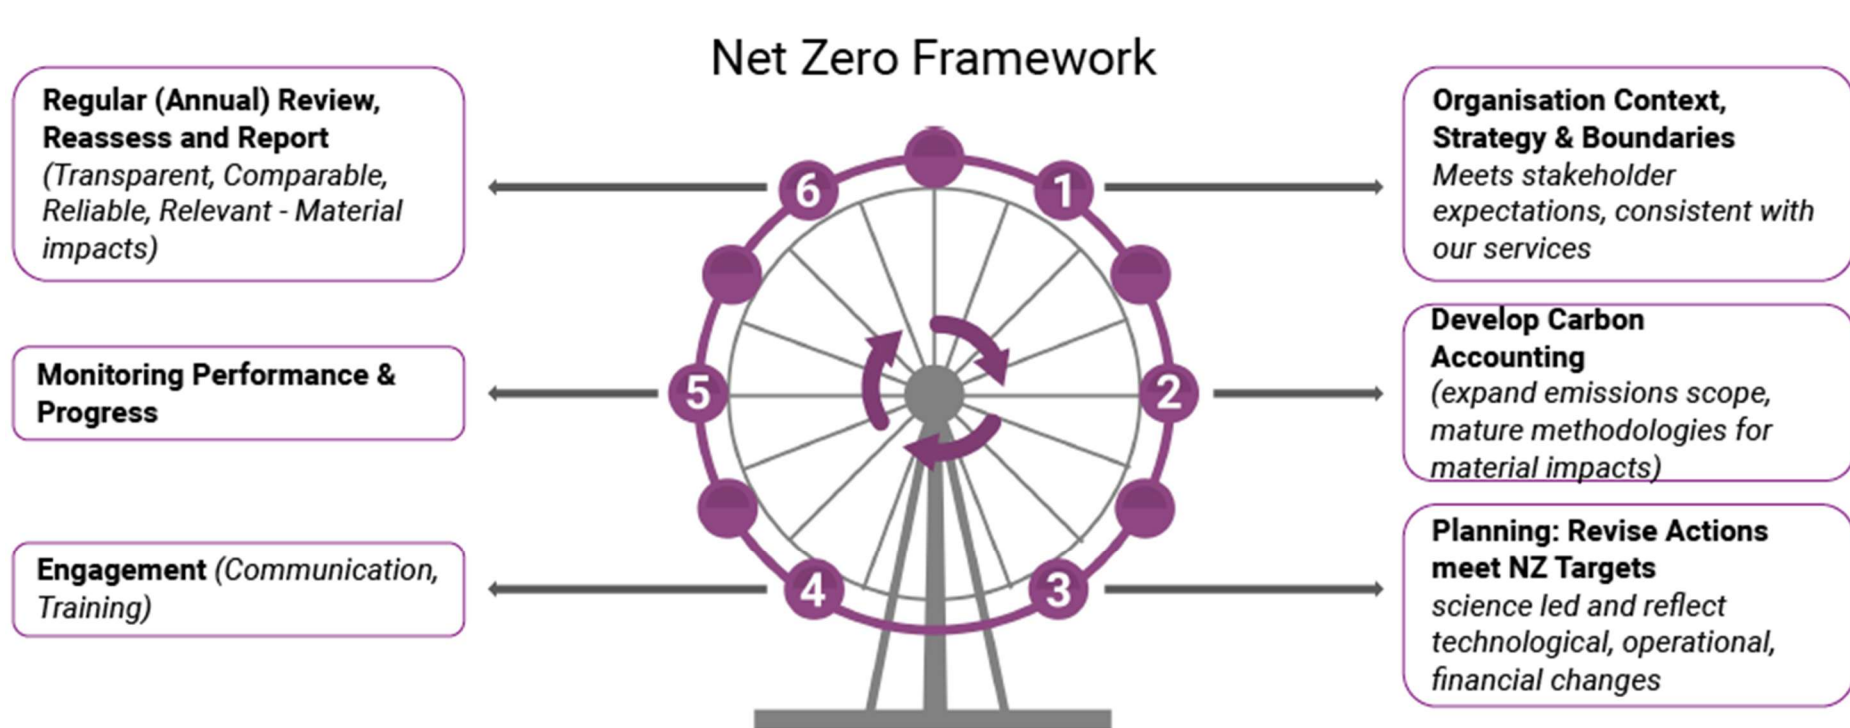 Net Zero Framework
Regular (Annual) Review,
Reassess and Report
(Transparent, Comparable,
Reliable, Relevant - Material
impacts)
Monitoring Performance &
Progress
Engagement (Communication,
Training)
6
5
4
1
2
3
Organisation Context,
Strategy & Boundaries
Meets stakeholder
expectations, consistent with
our services
Develop Carbon
Accounting
(expand emissions scope,
mature methodologies for
material impacts)
Planning: Revise Actions
meet NZ Targets
science led and reflect
technological, operational,
financial changes